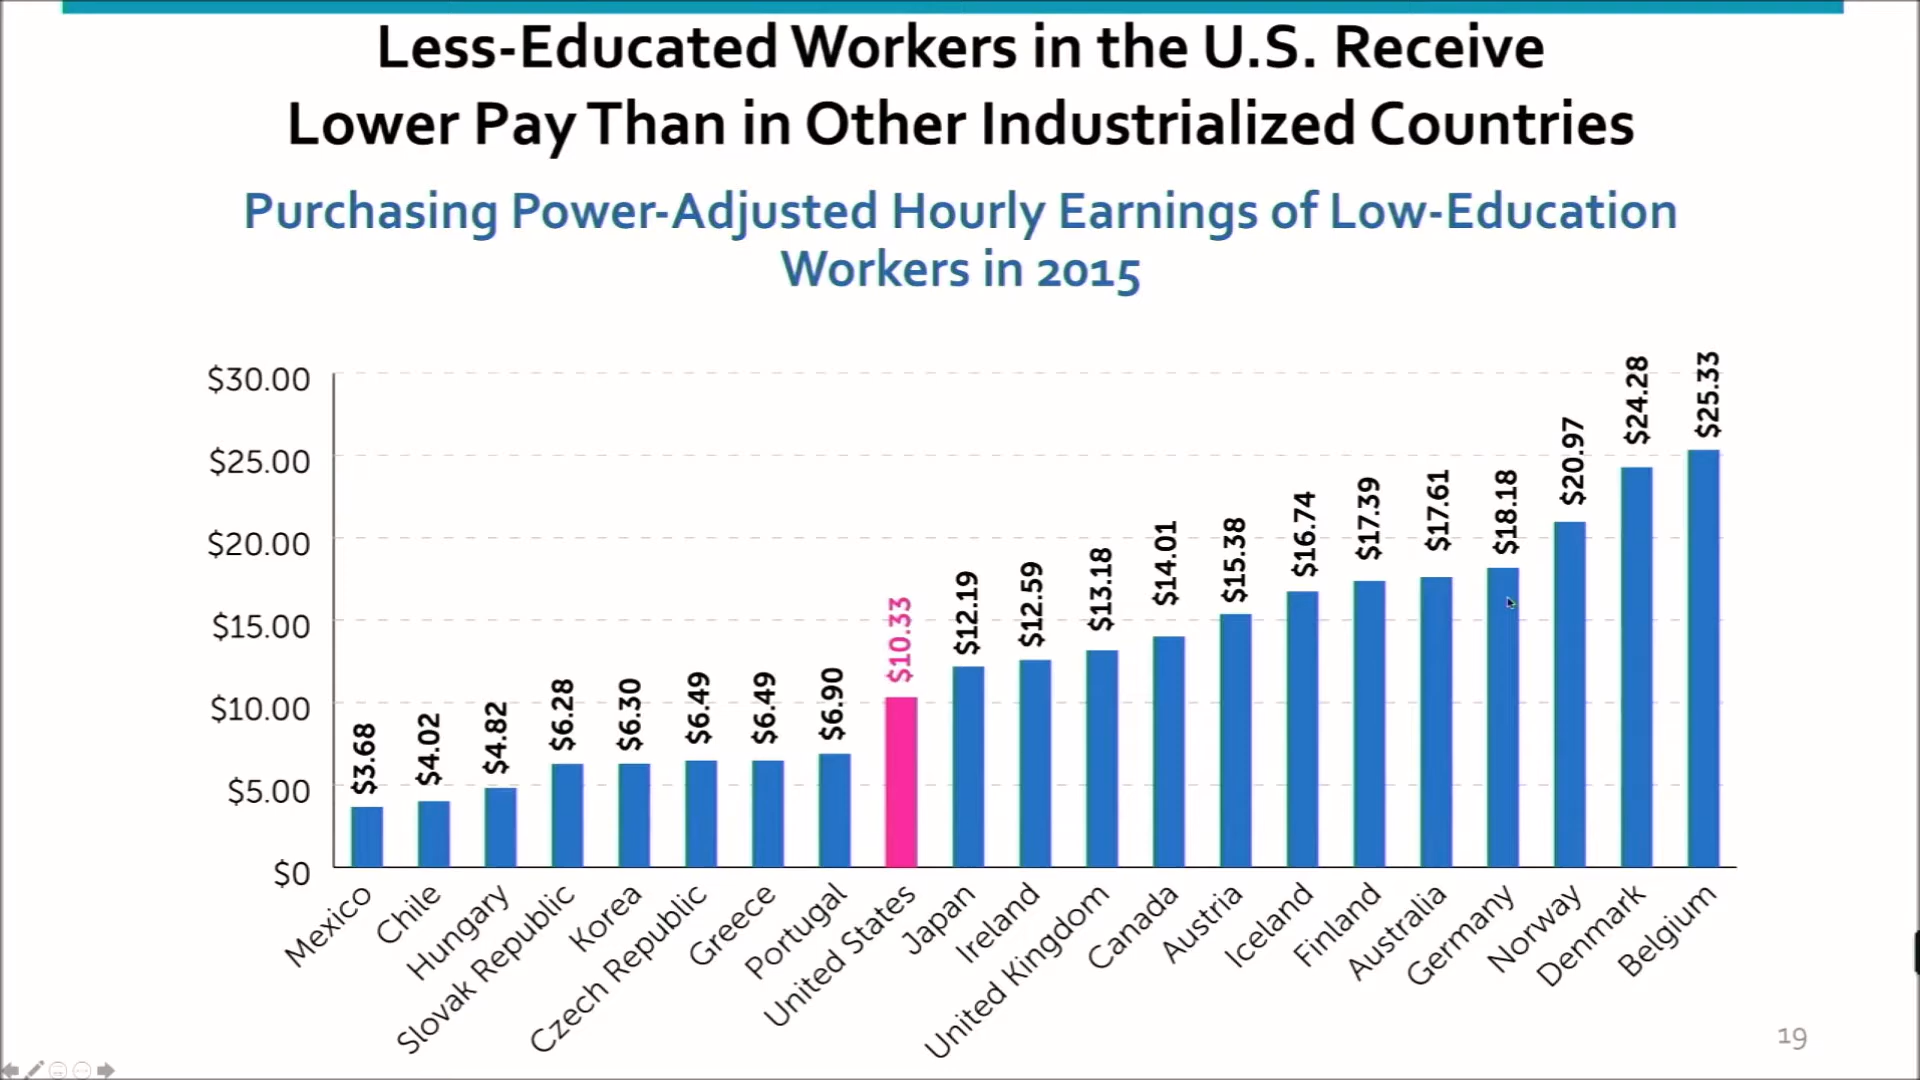 Less-Educated Workers in the U.S. Receive
Lower Pay Than in Other Industrialized Countries
Purchasing Power-Adjusted Hourly Earnings of Low-Education
Workers in 2015
$30.00
$25.00
$20.00
$15.00
$10.00
$5.00
$0
$3.68
$4.02
$4.82
$6.28
$6.30
$6.49
$6.49
$6.90
$10.33
$12.19
$12.59
$13.18
$14.01
$15.38
$16.74
$17.39
$17.61
$18.18
$20.97
$24.28
$25.33
Mexico
Chile
Hungary
Slovak Republic
Korea
Czech Republic
Greece
Portugal
United States
Japan
Ireland
United Kingdom
Canada
Austria
Iceland
Finland
Australia
Germany
Norway
Denmark
Belgium
19